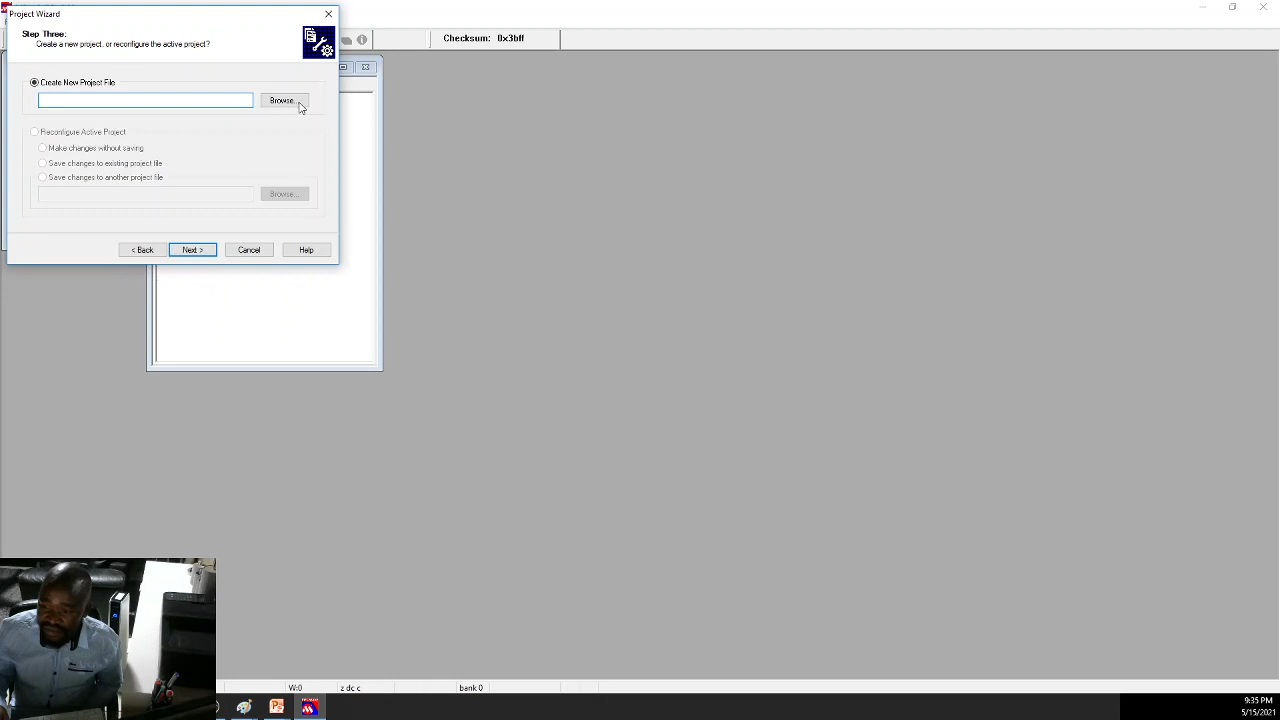 Project Wizard
Step Three:
Create a new project, or reconfigure the active project?
Checksum: 0x3bff
Create New Project File
Browse...
Reconfigure Active Project
Make changes without saving
Save changes to existing project file
Save changes to another project file
Browse...
< Back
Next >
Cancel
Help
W:0
z dc c
bank 0
9:35 PM
5/15/2021